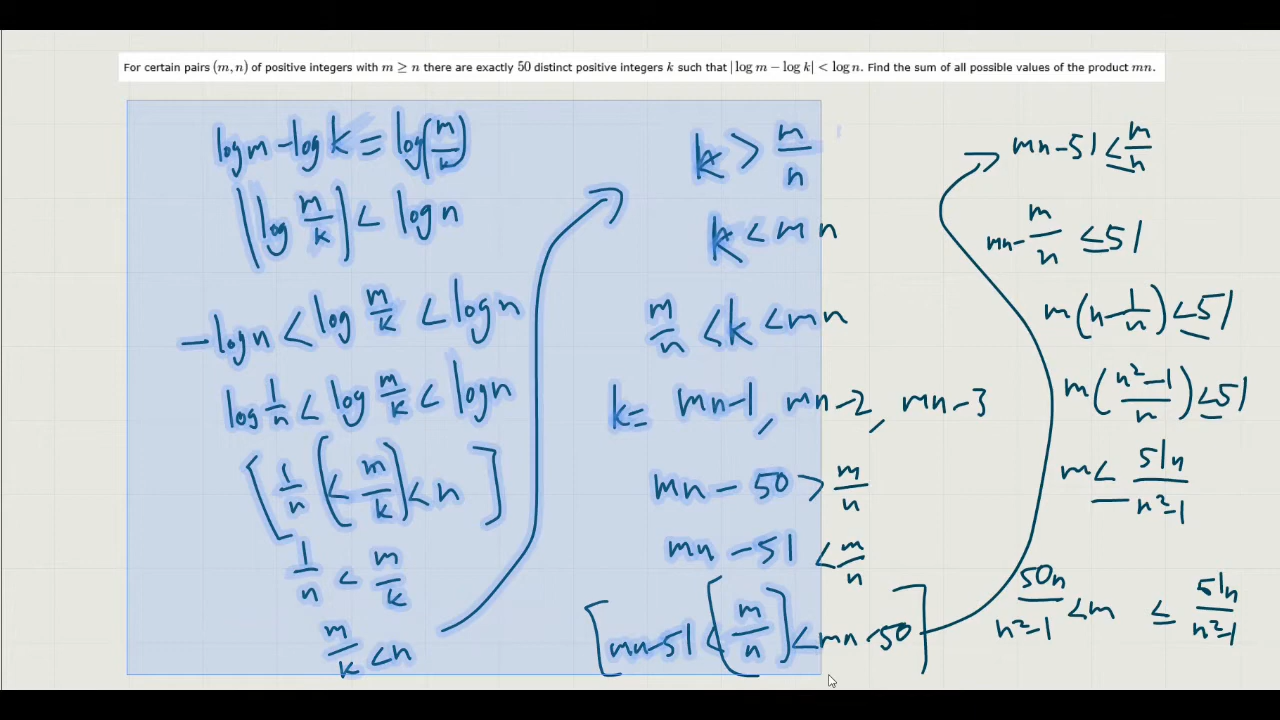 For certain pairs (m, n) of positive integers with m ≥ n there are exactly 50 distinct positive integers k such that |log m − log k| < log n. Find the sum of all possible values of the product mn.
log m - log k = log(m/k)
|log m/k| < log n
-log n < log m/k < log n
log 1/n < log m/k < log n
[1/n (< m/k) < n]
1/n < m/k
m/k < n
k > m/n
k < mn
m/n < k < mn
k = mn-1, mn-2, mn-3
mn - 50 > m/n
mn - 51 < m/n
[mn-51 (< m/n) < mn-50]
mn-51 ≤ m/n
mn - m/n ≤ 51
m(n - 1/n) ≤ 51
m(n²-1/n) ≤ 51
m ≤ 51n/n²-1
50n/n²-1 < m ≤ 51n/n²-1